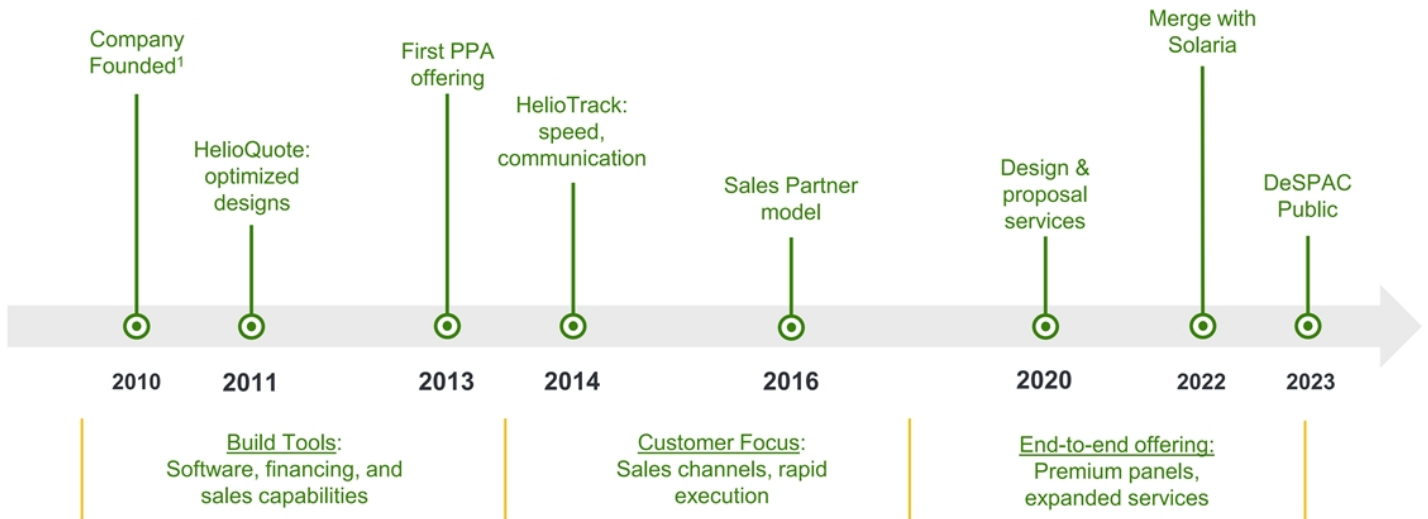 Company
Founded¹
HelioQuote:
optimized
designs
First PPA
offering
HelioTrack:
speed,
communication
Sales Partner
model
Design &
proposal
services
Merge with
Solaria
DeSPAC
Public
2010
2011
2013
2014
2016
2020
2022
2023
Build Tools:
Software, financing, and
sales capabilities
Customer Focus:
Sales channels, rapid
execution
End-to-end offering:
Premium panels,
expanded services